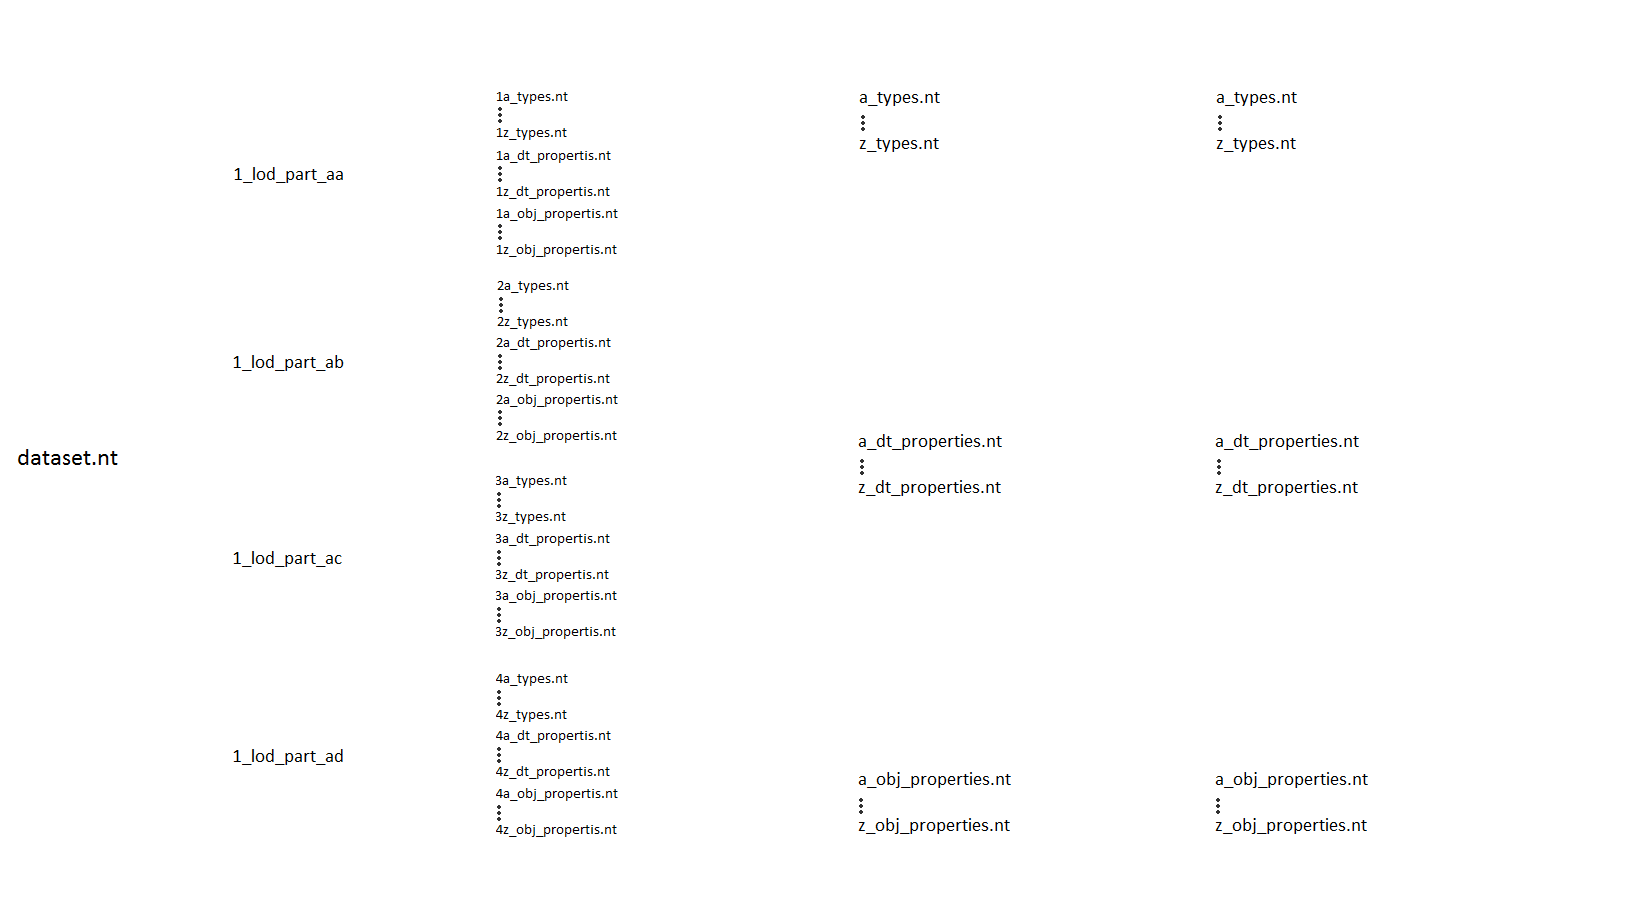 dataset.nt
1_lod_part_aa
1_lod_part_ab
1_lod_part_ac
1_lod_part_ad
1a_types.nt
1z_types.nt
1a_dt_propertis.nt
1z_dt_propertis.nt
1a_obj_propertis.nt
1z_obj_propertis.nt
2a_types.nt
2z_types.nt
2a_dt_propertis.nt
2z_dt_propertis.nt
2a_obj_propertis.nt
2z_obj_propertis.nt
3a_types.nt
3z_types.nt
3a_dt_propertis.nt
3z_dt_propertis.nt
3a_obj_propertis.nt
3z_obj_propertis.nt
4a_types.nt
4z_types.nt
4a_dt_propertis.nt
4z_dt_propertis.nt
4a_obj_propertis.nt
4z_obj_propertis.nt
a_types.nt
z_types.nt
a_dt_properties.nt
z_dt_properties.nt
a_obj_properties.nt
z_obj_properties.nt
a_types.nt
z_types.nt
a_dt_properties.nt
z_dt_properties.nt
a_obj_properties.nt
z_obj_properties.nt